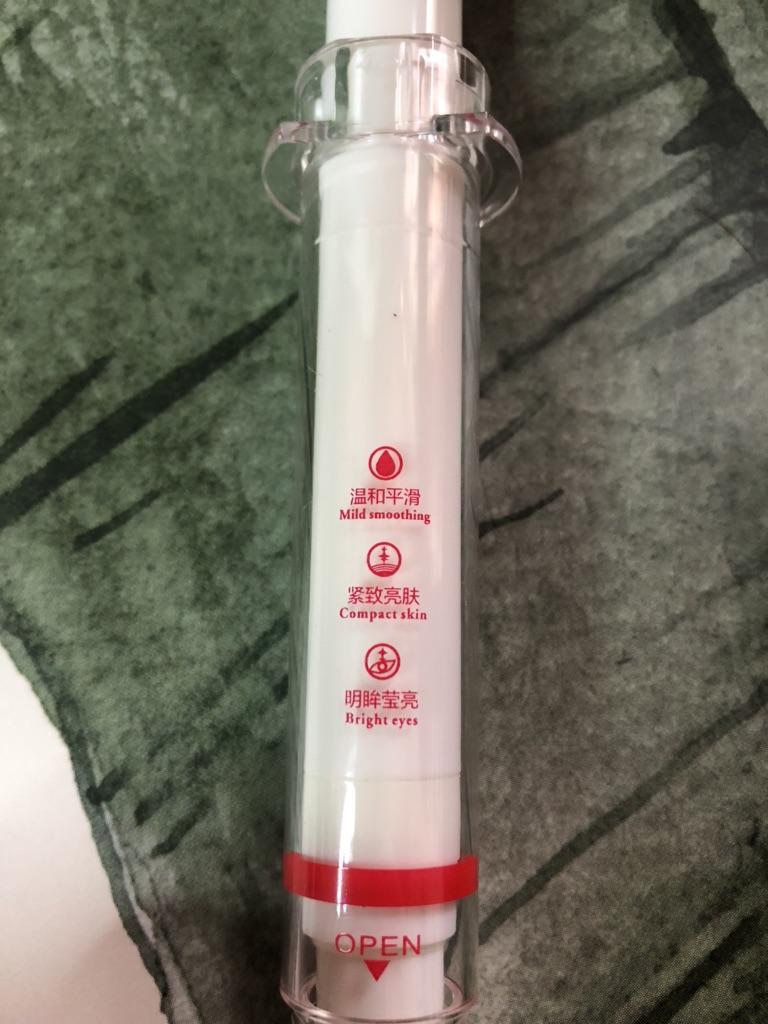 温和平滑
Mild smoothing
紧致亮肤
Compact skin
明眸莹亮
Bright eyes
OPEN